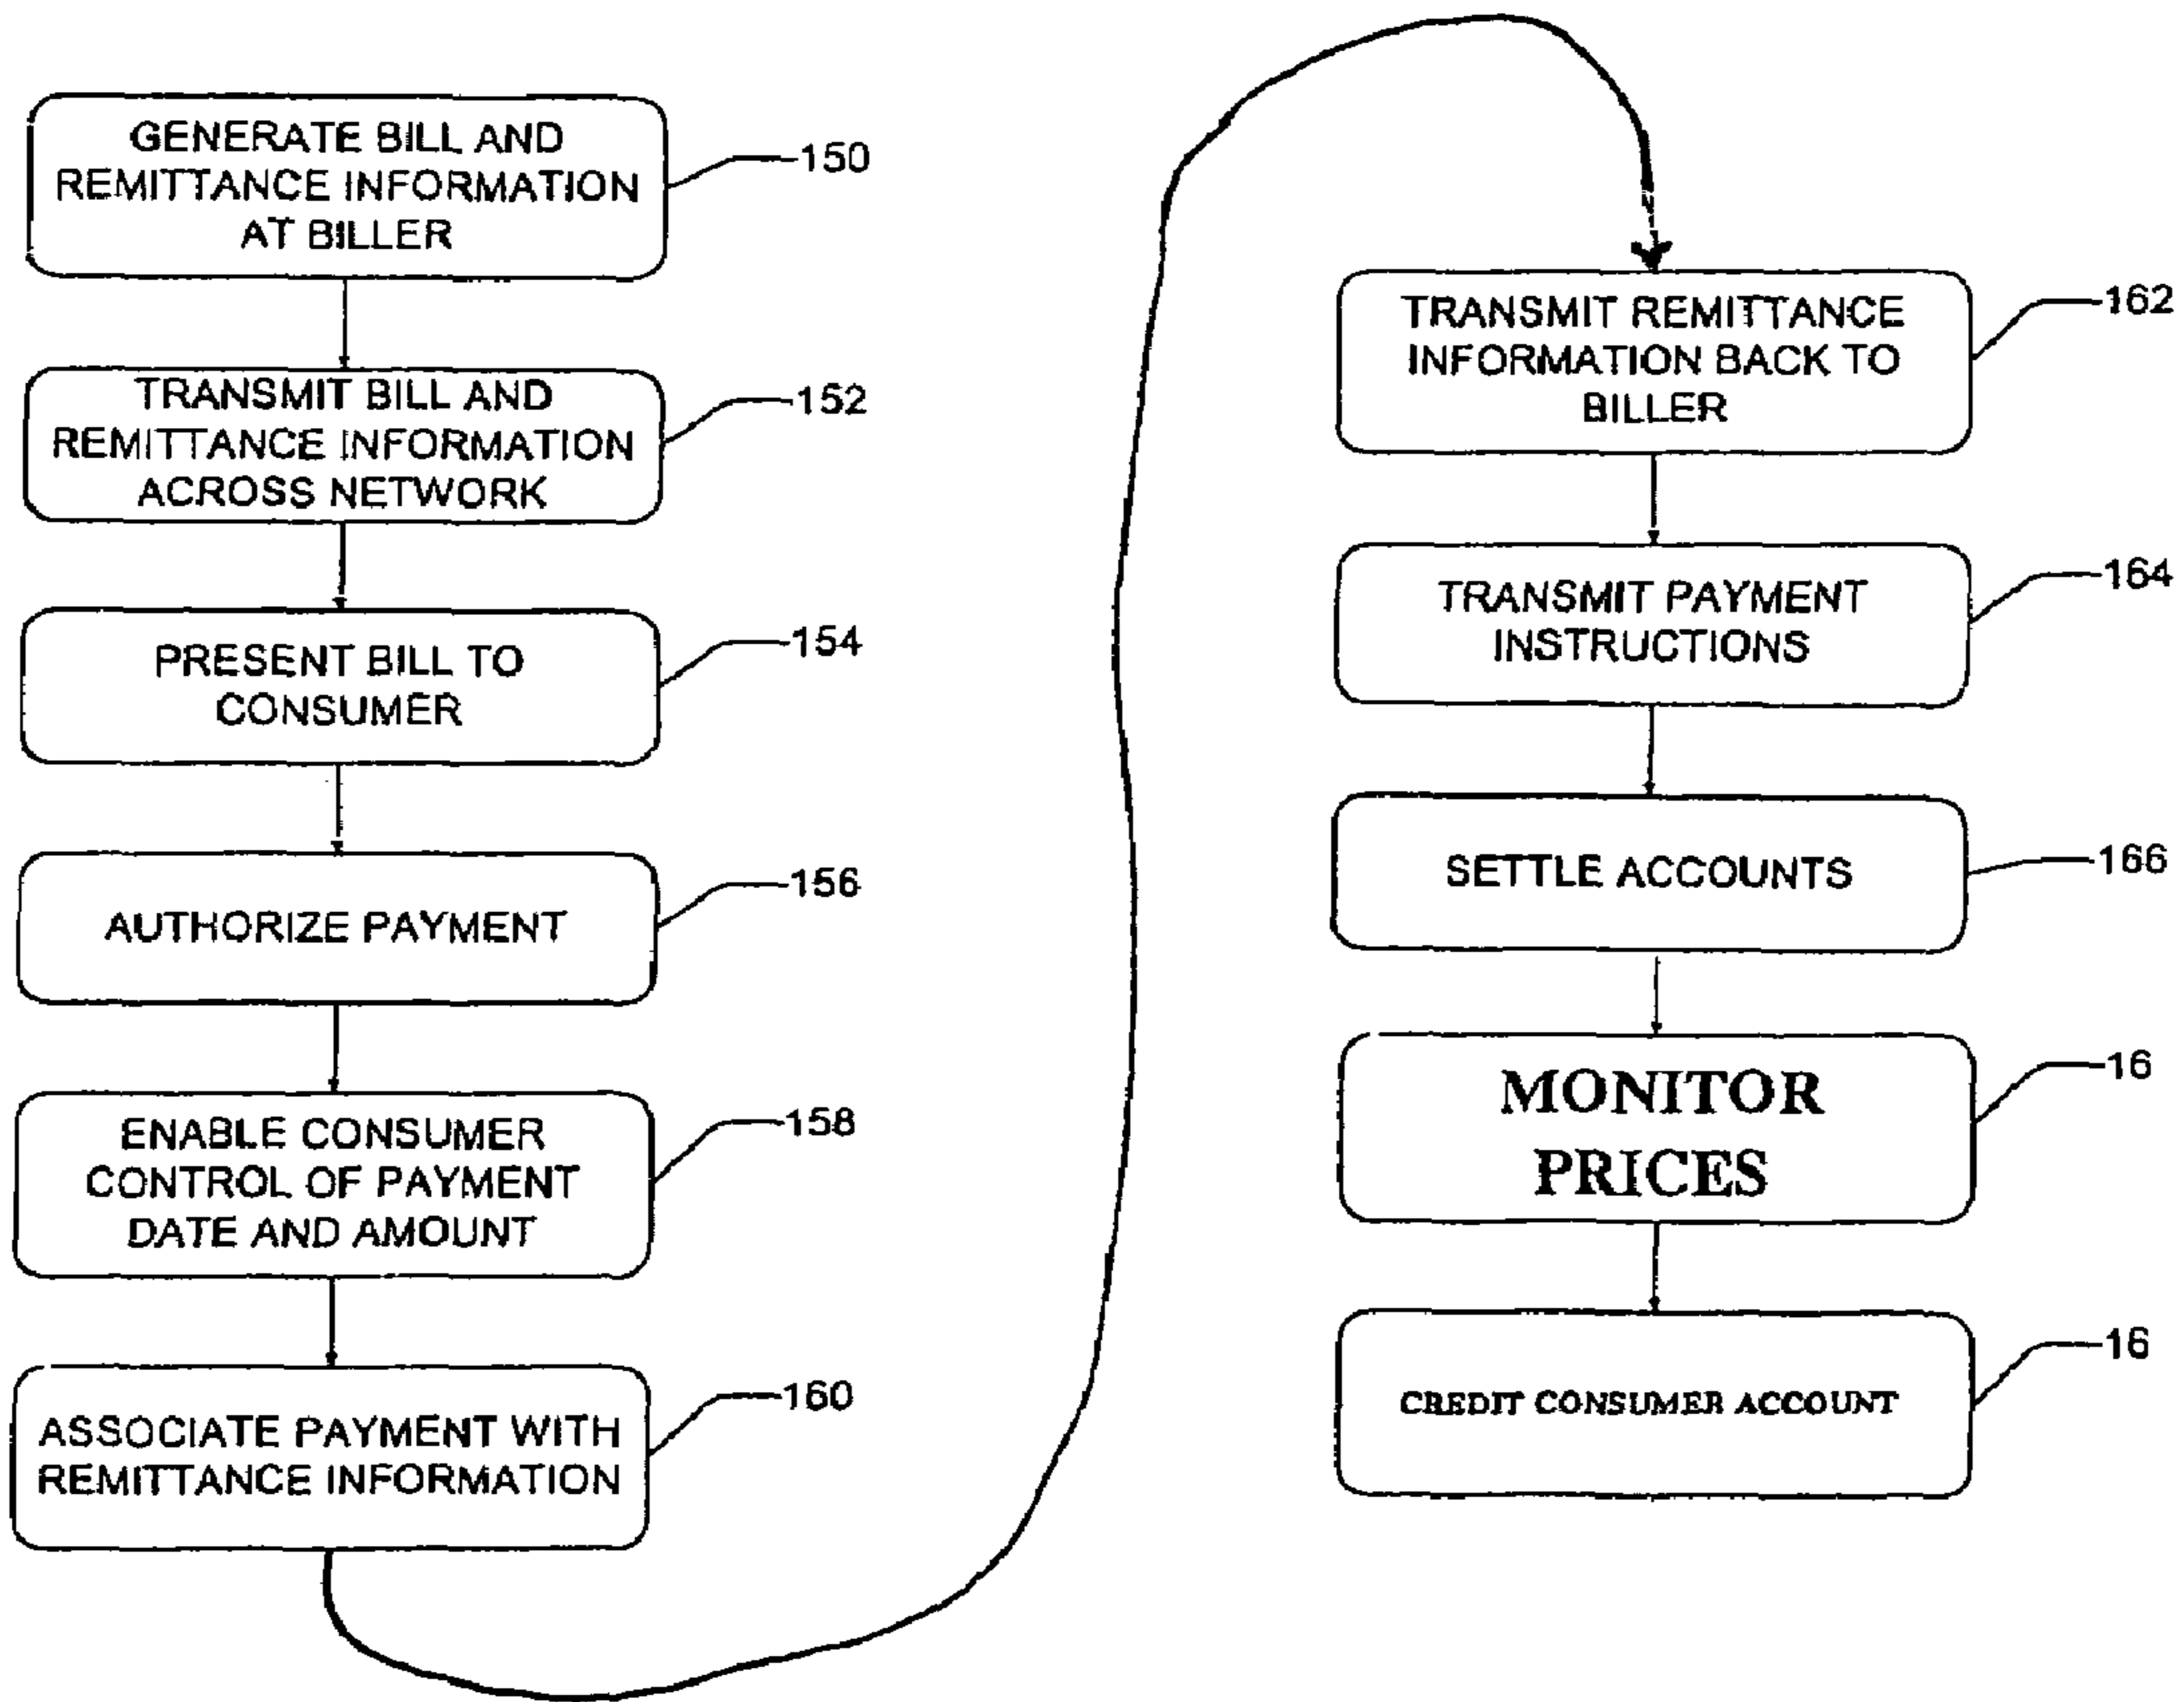 GENERATE BILL AND
REMITTANCE INFORMATION
AT BILLER
150
TRANSMIT BILL AND
REMITTANCE INFORMATION
ACROSS NETWORK
152
PRESENT BILL TO
CONSUMER
154
AUTHORIZE PAYMENT
156
ENABLE CONSUMER
CONTROL OF PAYMENT
DATE AND AMOUNT
158
ASSOCIATE PAYMENT WITH
REMITTANCE INFORMATION
160
TRANSMIT REMITTANCE
INFORMATION BACK TO
BILLER
162
TRANSMIT PAYMENT
INSTRUCTIONS
164
SETTLE ACCOUNTS
166
MONITOR
PRICES
16
CREDIT CONSUMER ACCOUNT
16